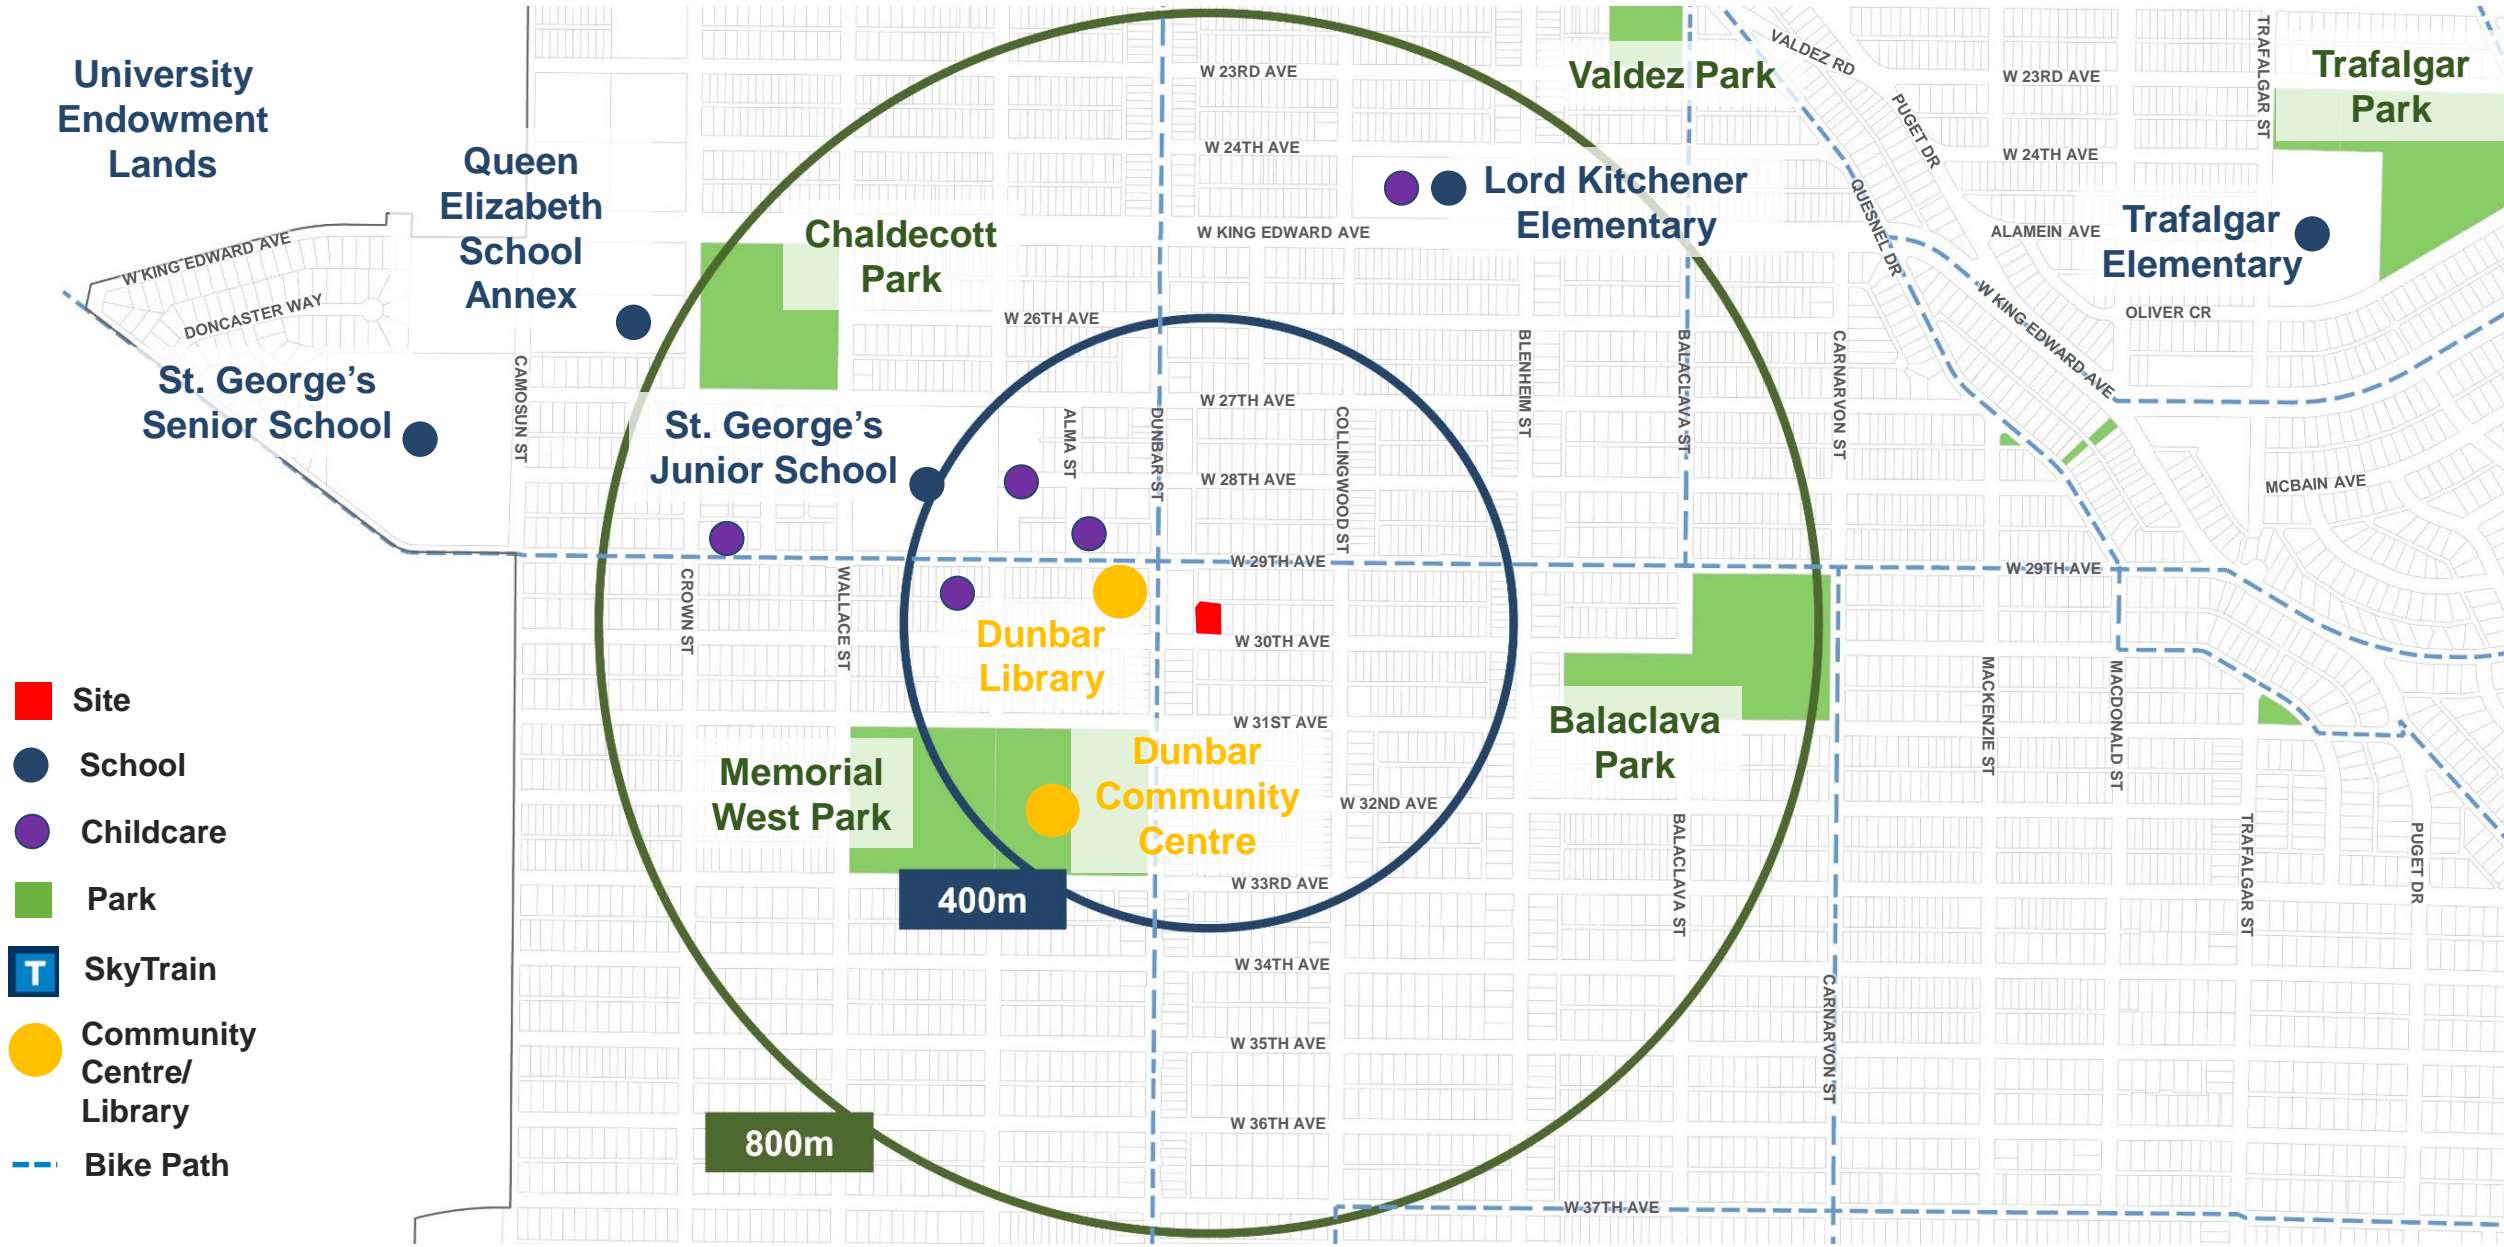 University
Endowment
Lands
Queen
Elizabeth
School
Annex
W 23RD AVE
Valdez Park
VALDEZ RD
PUGET DR
W 23RD AVE
TRAFALGAR ST
Trafalgar
Park
W 24TH AVE
W 24TH AVE
Lord Kitchener
Elementary
QUESNEL DR
Trafalgar
Elementary
Chaldecott
Park
W KING EDWARD AVE
W KING EDWARD AVE
ALAMEIN AVE
DONCASTER WAY
W 26TH AVE
W KING EDWARD AVE
OLIVER CR
St. George's
Senior School
CAMOSUN ST
BLENHEIM ST
BALACLAVA ST
CARNARVON ST
St. George's
Junior School
ALMA ST
DUNBAR ST
W 27TH AVE
COLLINGWOOD ST
W 28TH AVE
MCBAIN AVE
W 29TH AVE
W 29TH AVE
CROWN ST
WALLACE ST
Dunbar
Library
W 30TH AVE
MACKENZIE ST
MACDONALD ST
W 31ST AVE
Balaclava
Park
Memorial
West Park
Dunbar
Community
Centre
W 32ND AVE
BALACLAVA ST
TRAFALGAR ST
PUGET DR
W 33RD AVE
400m
W 34TH AVE
CARNARVON ST
W 35TH AVE
W 36TH AVE
800m
W 37TH AVE
Site
School
Childcare
Park
T
SkyTrain
Community
Centre/
Library
Bike Path